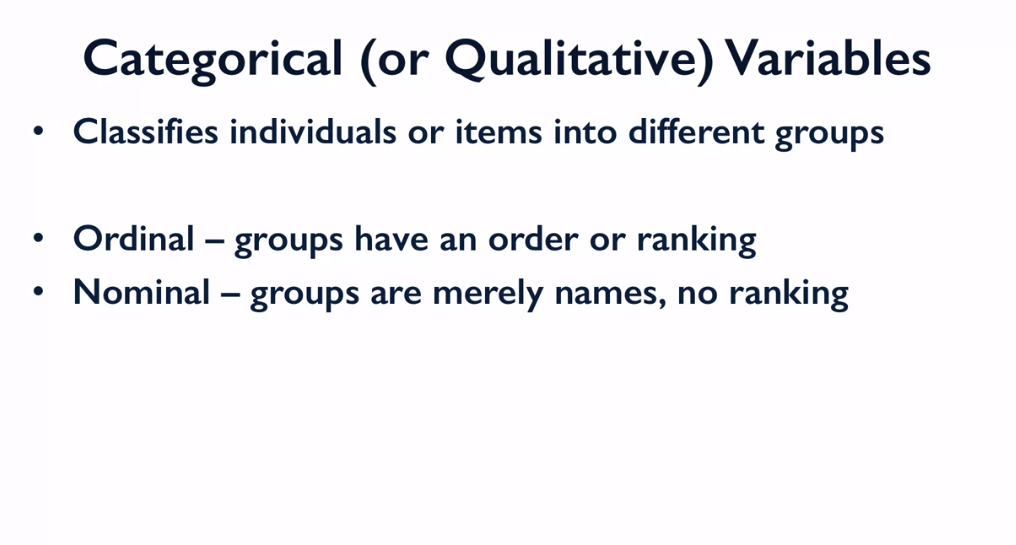 Categorical (or Qualitative) Variables
• Classifies individuals or items into different groups
• Ordinal – groups have an order or ranking
• Nominal – groups are merely names, no ranking